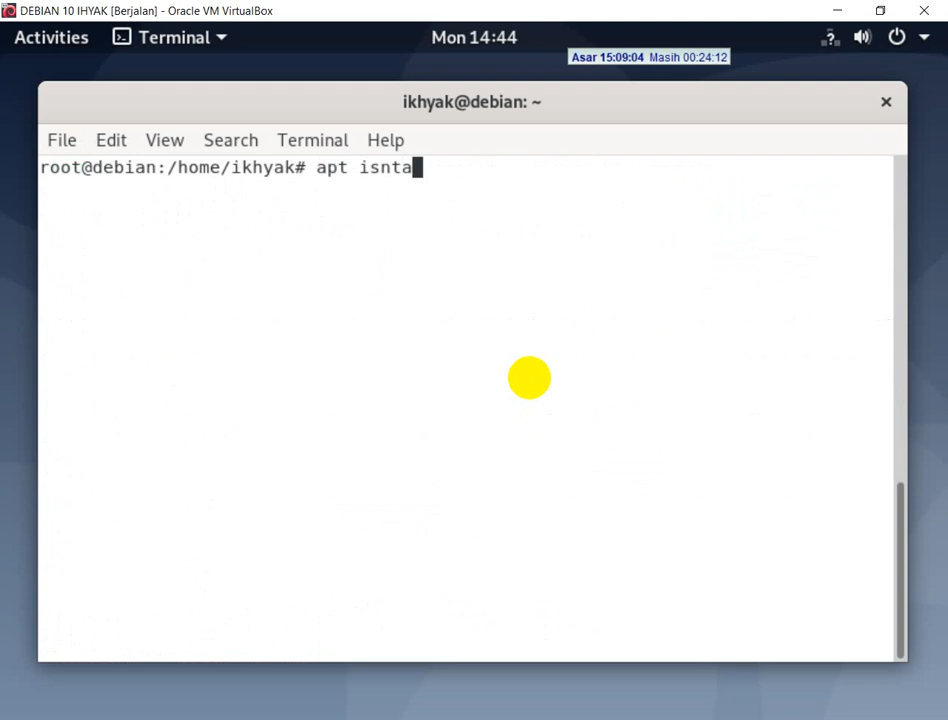 DEBIAN 10 IHYAK [Berjalan] - Oracle VM VirtualBox
Activities Terminal Mon 14:44
Asar 15:09:04 Masih 00:24:12
ikhyak@debian: ~
File Edit View Search Terminal Help
root@debian:/home/ikhyak# apt isnta